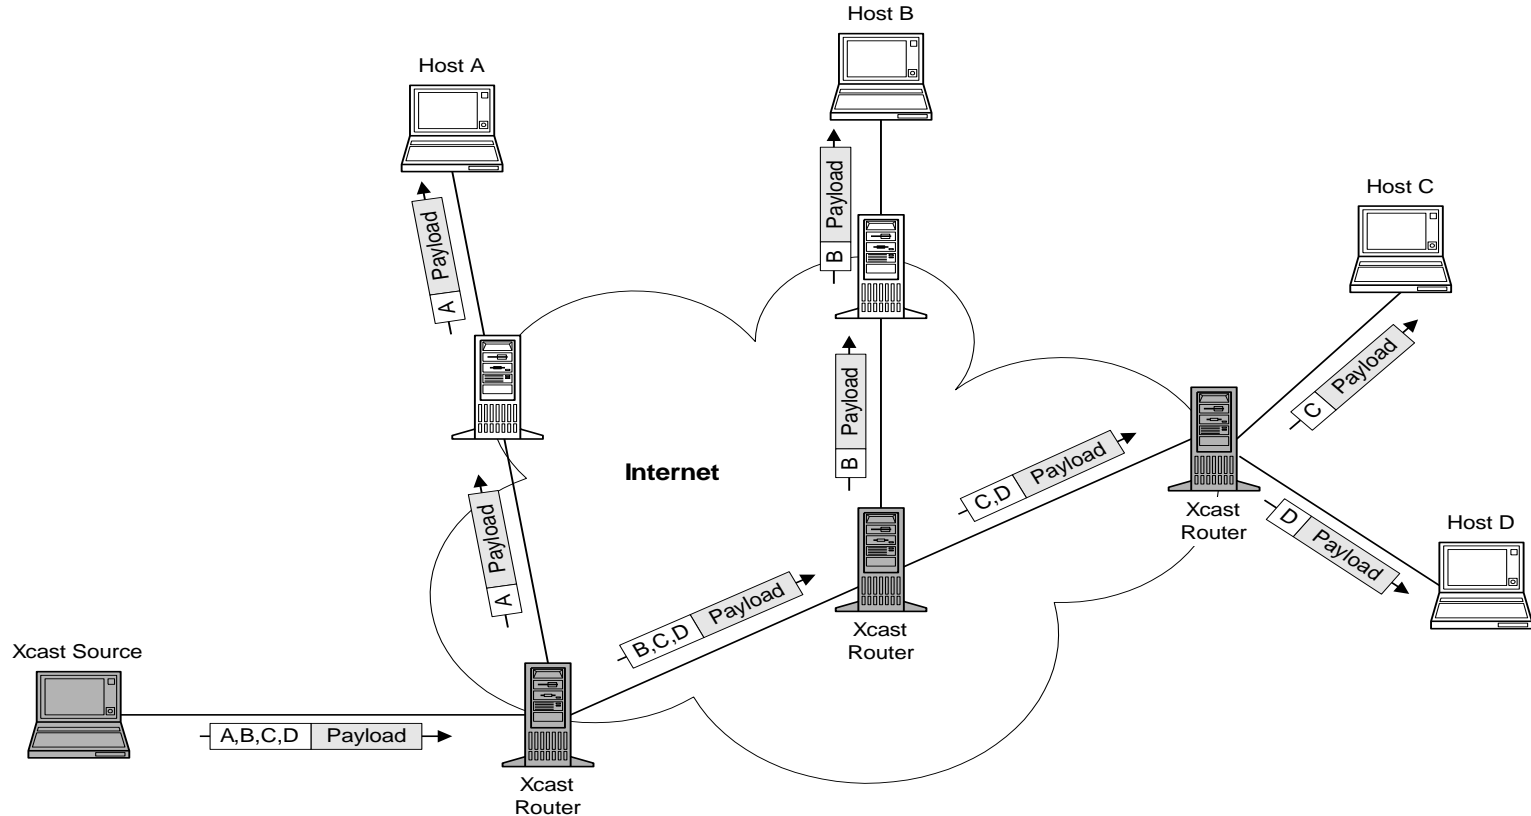 Host B
Host A
Payload
B
Host C
Payload
A
Payload
C
Payload
B
Internet
C,D
Payload
Payload
A
Xcast
Router
D
Payload
Host D
B,C,D
Payload
Xcast
Router
Xcast Source
A,B,C,D
Payload
Xcast
Router